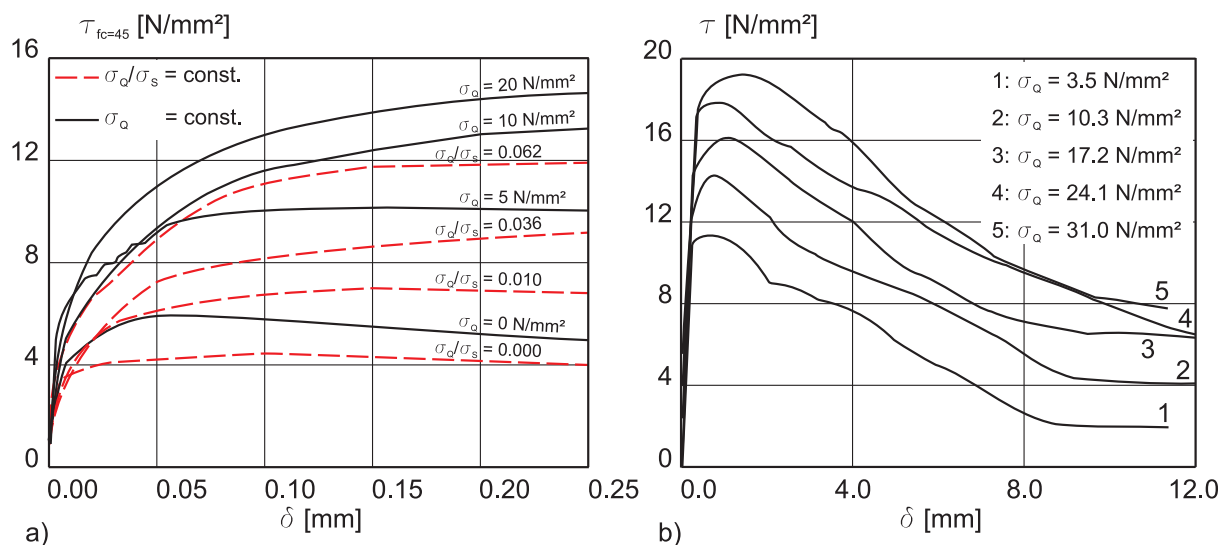 τ fc=45 [N/mm²]
16
12
8
4
0
σQ/σS = const.
σQ = const.
σQ = 20 N/mm²
σQ = 10 N/mm²
σQ/σS = 0.062
σQ = 5 N/mm²
σQ/σS = 0.036
σQ/σS = 0.010
σQ = 0 N/mm²
σQ/σS = 0.000
0.00 0.05 0.10 0.15 0.20 0.25
δ [mm]
a)
τ [N/mm²]
20
16
12
8
4
0
1: σQ = 3.5 N/mm²
2: σQ = 10.3 N/mm²
3: σQ = 17.2 N/mm²
4: σQ = 24.1 N/mm²
5: σQ = 31.0 N/mm²
5
4
3
2
1
0.0 4.0 8.0 12.0
δ [mm]
b)